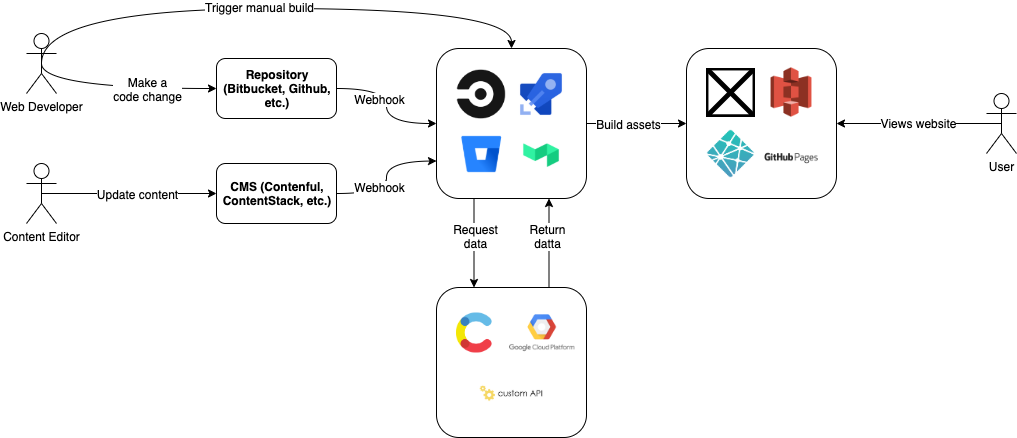 Trigger manual build
Web Developer
Make a
code change
Repository
(Bitbucket, Github,
etc.)
Webhook
Build assets
GitHub Pages
Views website
User
Content Editor
Update content
CMS (Contenful,
ContentStack, etc.)
Webhook
Request
data
Return
datta
Google Cloud Platform
custom API